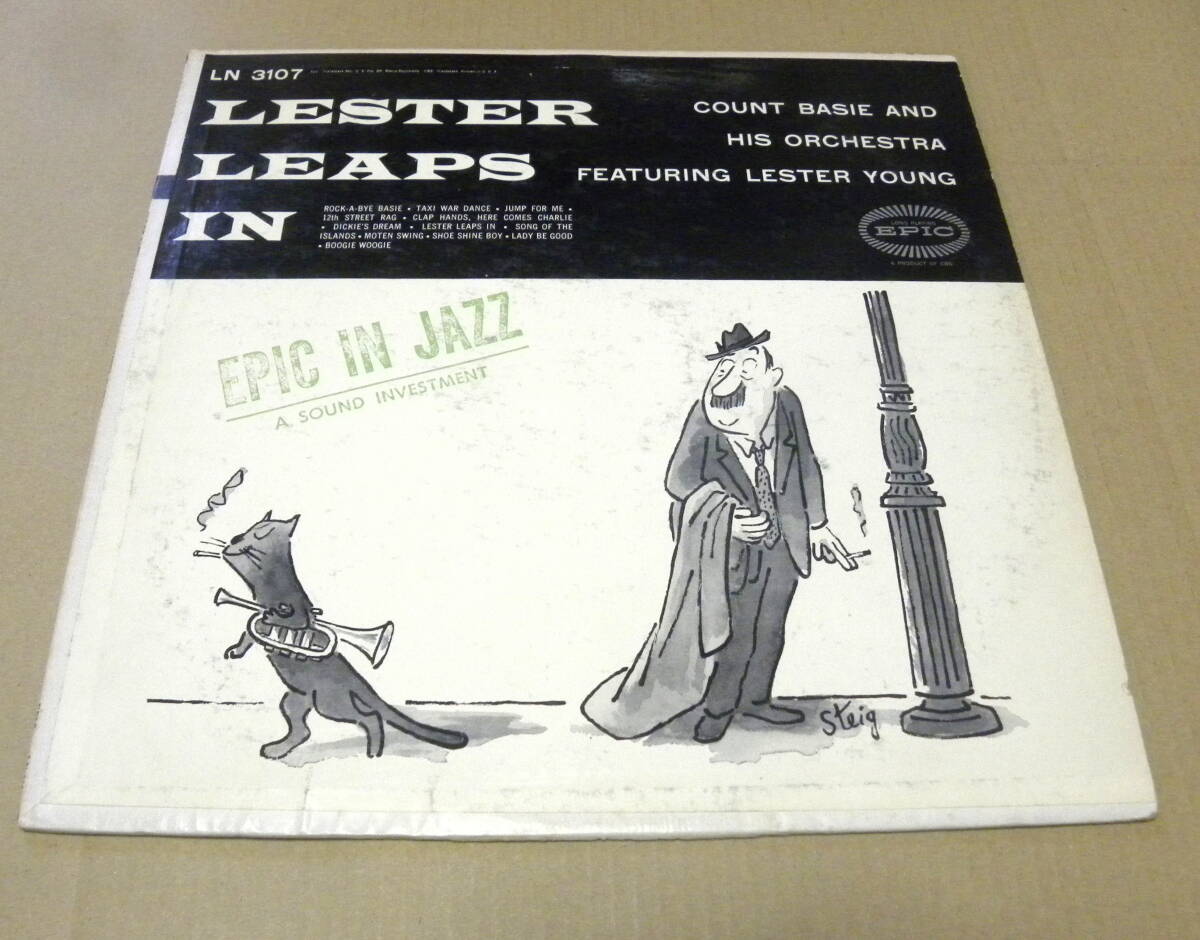 LN 3107
LESTER
LEAPS
IN
COUNT BASIE AND
HIS ORCHESTRA
FEATURING LESTER YOUNG
ROCK-A-BYE BASIE • TAXI WAR DANCE • JUMP FOR ME •
12th STREET RAG • CLAP HANDS, HERE COMES CHARLIE
• DICKIE'S DREAM • LESTER LEAPS IN • SONG OF THE
ISLANDS • MOTEN SWING • SHOE SHINE BOY • LADY BE GOOD
• BOOGIE WOOGIE
LONG PLAYING
EPIC
A PRODUCT OF CBS
EPIC IN JAZZ
A SOUND INVESTMENT
Steig